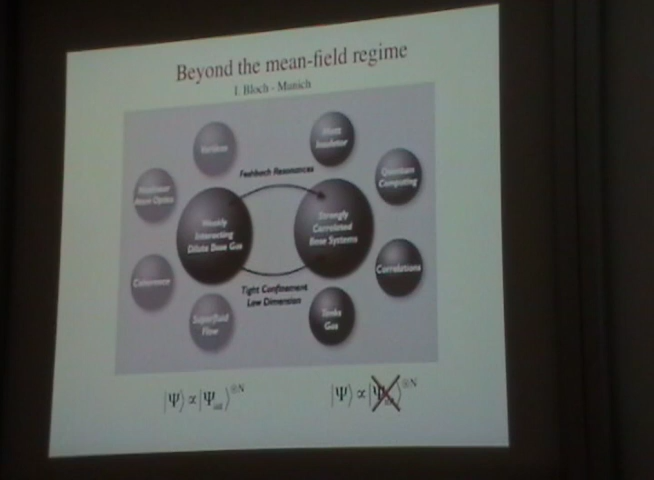 Beyond the mean-field regime
I. Bloch - Munich
Vortices
Mott
Insulator
Feshbach Resonances
Nonlinear
Atom Optics
Quantum
Computing
Weakly
Interacting
Dilute Bose Gas
Strongly
Correlated
Bose Systems
Coherence
Correlations
Tight Confinement
Low Dimension
Superfluid
Flow
Tonks
Gas
|Ψ⟩ ∝ |Ψ⟩⊗N
|Ψ⟩ ∝ |Ψ⟩⊗N